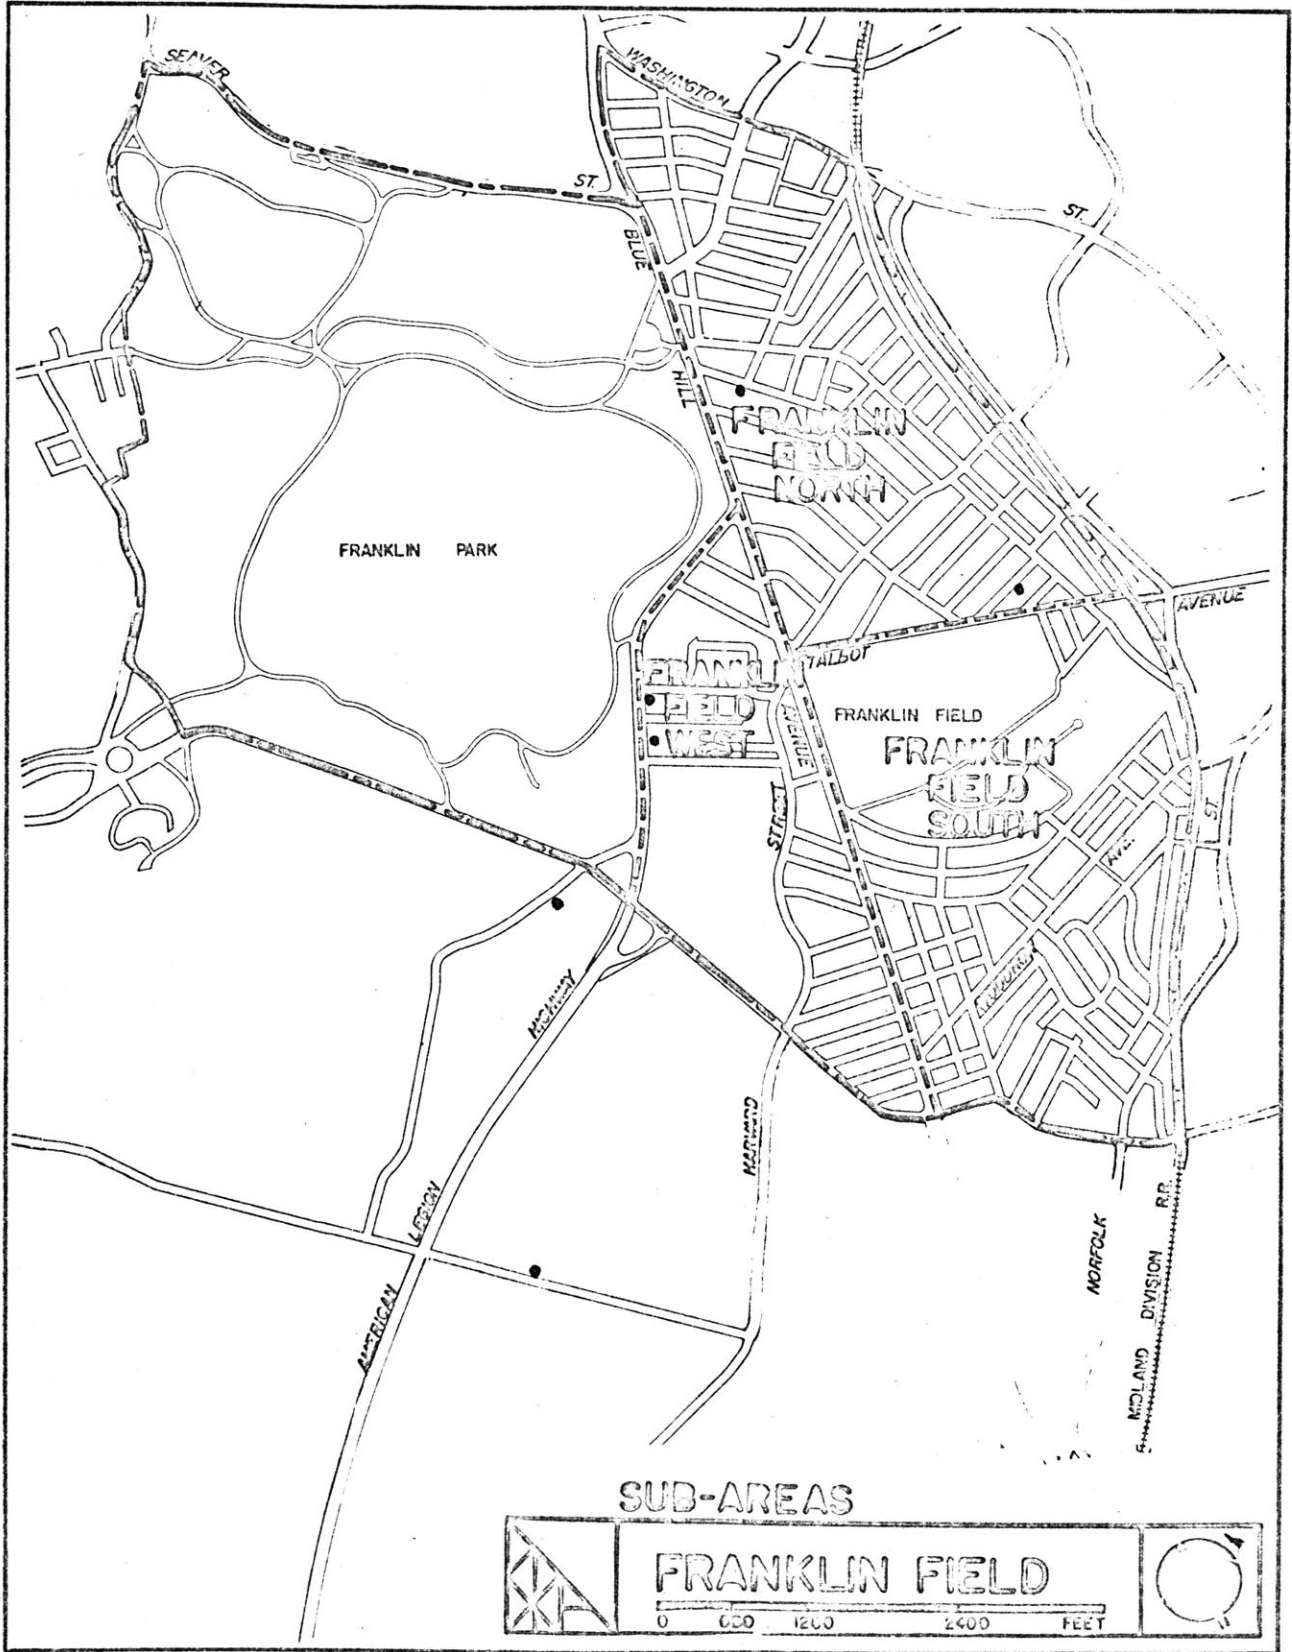 SEAVER
WASHINGTON
ST.
ST.
BLUE
HILL
FRANKLIN
FIELD
NORTH
FRANKLIN PARK
AVENUE
TALBOT
FRANKLIN
FIELD
WEST
AVENUE
FRANKLIN FIELD
FRANKLIN
FIELD
SOUTH
STREET
ST.
AVE.
HIGHWAY
HARVARD
LEGION
AMERICAN
NORFOLK
MIDLAND DIVISION R.R.
SUB-AREAS
FRANKLIN FIELD
0 600 1200 2400 FEET